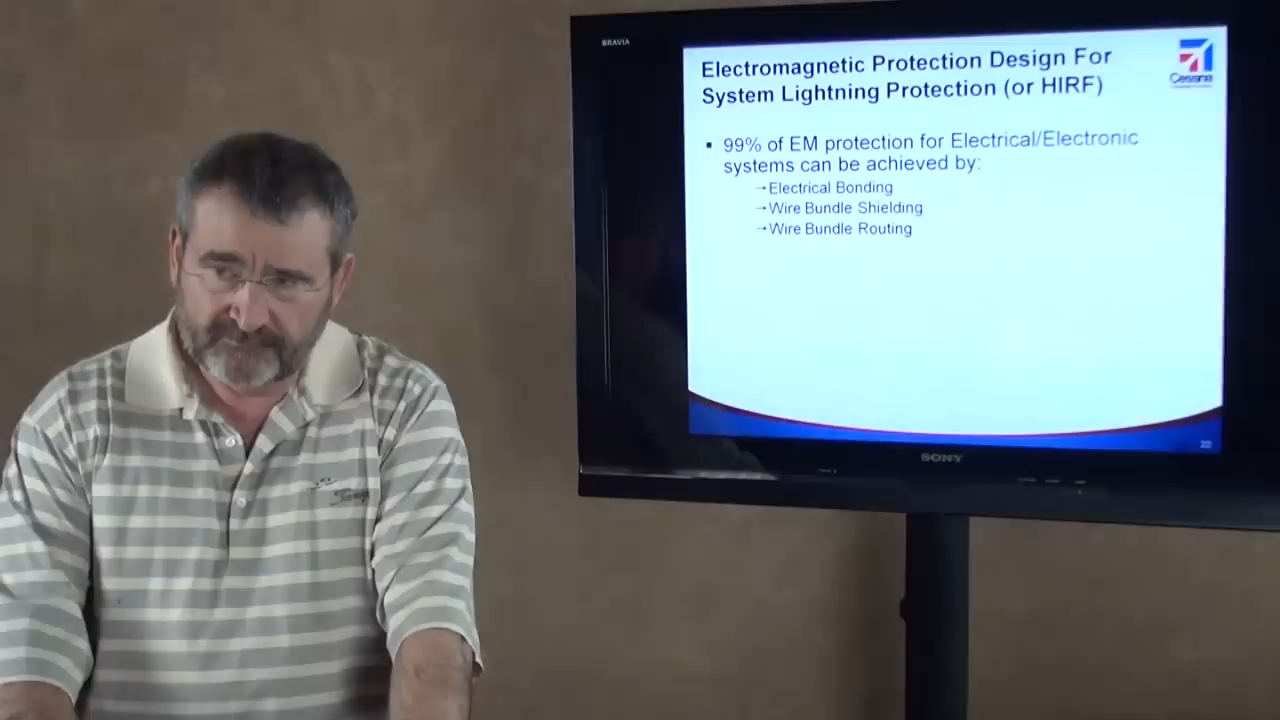 BRAVIA
Electromagnetic Protection Design For
System Lightning Protection (or HIRF)
Cessna
▪ 99% of EM protection for Electrical/Electronic
systems can be achieved by:
→Electrical Bonding
→Wire Bundle Shielding
→Wire Bundle Routing
SONY